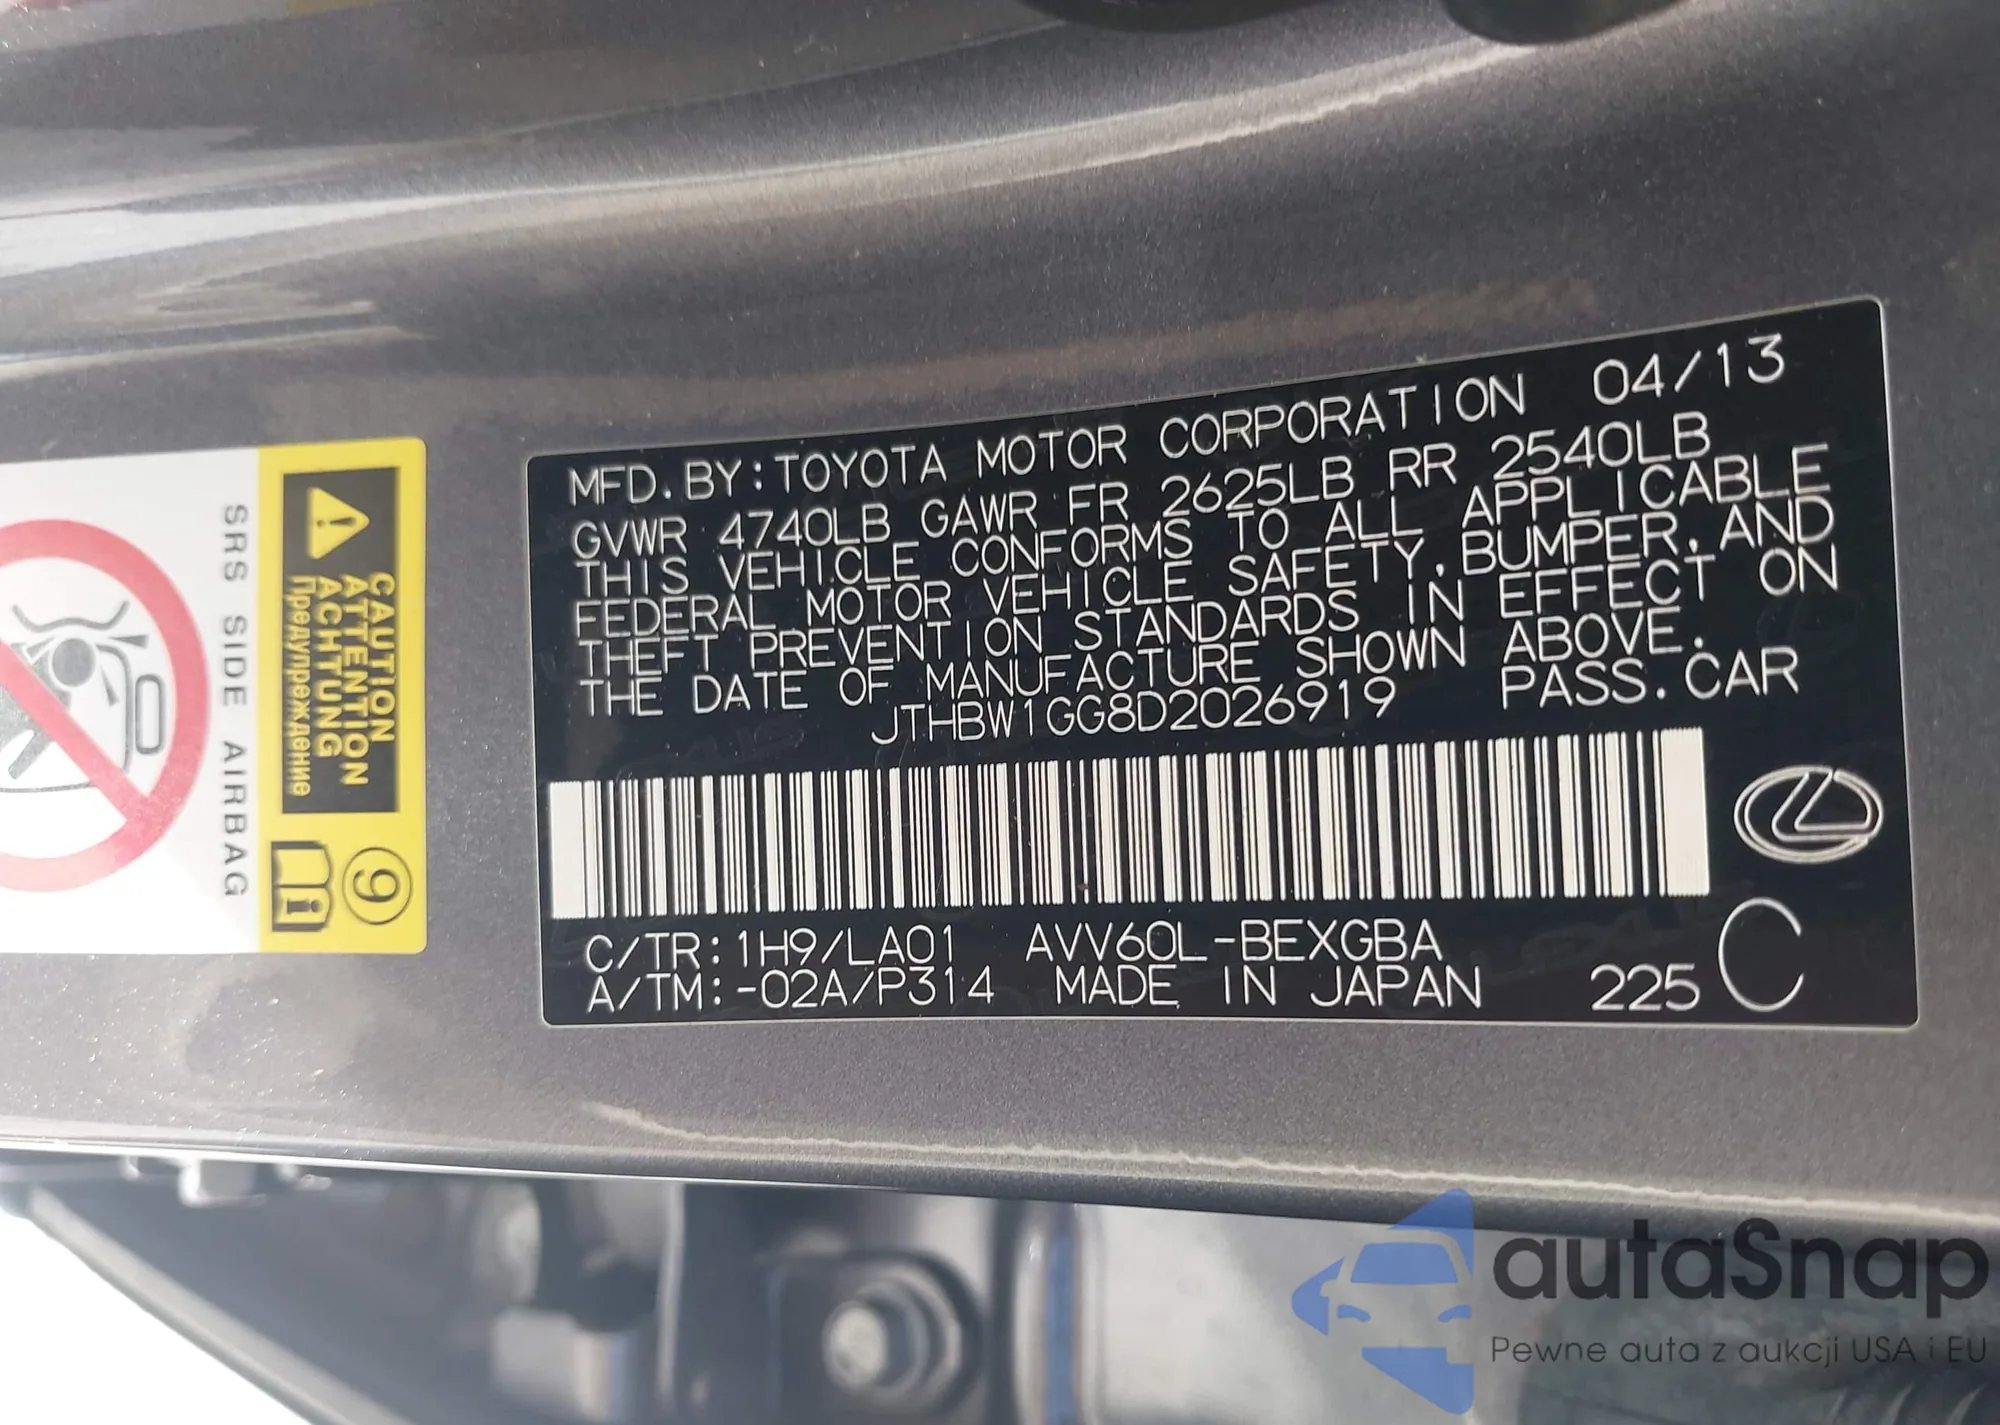 MFD. BY: TOYOTA MOTOR CORPORATION 04/13
GVWR 4740LB GAWR FR 2625LB RR 2540LB
THIS VEHICLE CONFORMS TO ALL APPLICABLE
FEDERAL MOTOR VEHICLE SAFETY, BUMPER, AND
THEFT PREVENTION STANDARDS IN EFFECT ON
THE DATE OF MANUFACTURE SHOWN ABOVE.
JTHBW1GG8D2026919 PASS. CAR
C/TR: 1H9/LA01 AVV60L-BEXGBA
A/TM: -02A/P314 MADE IN JAPAN 225 C
CAUTION
ATTENTION
ACHTUNG
Предупреждение
9
SRS SIDE AIRBAG
autaSnap
Pewne auta z aukcji USA i EU